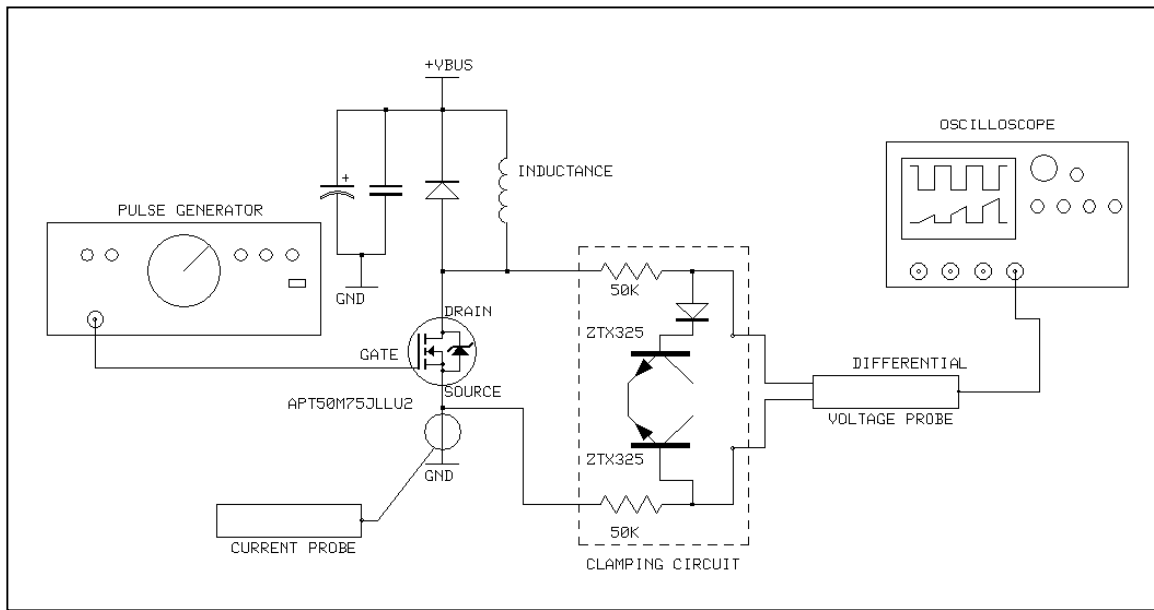 +VBUS
OSCILLOSCOPE
INDUCTANCE
+
PULSE GENERATOR
50K
GND
DRAIN
ZTX325
GATE
DIFFERENTIAL
SOURCE
APT50M75JLLU2
VOLTAGE PROBE
ZTX325
GND
50K
CURRENT PROBE
CLAMPING CIRCUIT